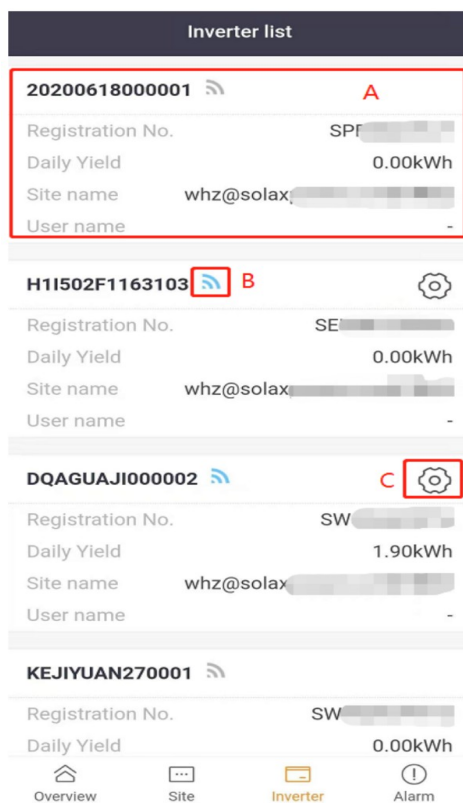 Inverter list
20200618000001
A
Registration No. SPF
Daily Yield 0.00kWh
Site name whz@solax
User name -
H1I502F1163103 B
Registration No. SE
Daily Yield 0.00kWh
Site name whz@solax
User name -
DQAGUAJI000002 C
Registration No. SW
Daily Yield 1.90kWh
Site name whz@solax
User name -
KEJIYUAN270001
Registration No. SW
Daily Yield 0.00kWh
Overview Site Inverter Alarm